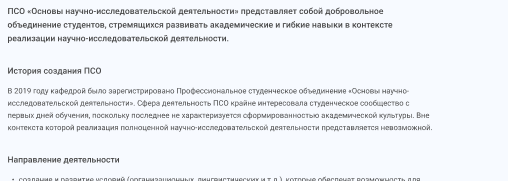 ПСО «Основы научно-исследовательской деятельности» представляет собой добровольное
объединение студентов, стремящихся развивать академические и гибкие навыки в контексте
реализации научно-исследовательской деятельности.
История создания ПСО
В 2019 году кафедрой было зарегистрировано Профессиональное студенческое объединение «Основы научно-
исследовательской деятельности». Сфера деятельность ПСО крайне интересовала студенческое сообщество с
первых дней обучения, поскольку последнее не характеризуется сформированностью академической культуры. Вне
контекста которой реализация полноценной научно-исследовательской деятельности представляется невозможной.
Направление деятельности
• создание и развитие условий (организационных, лингвистических и т.д.), которые обеспечат возможность для